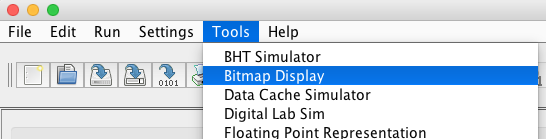 File Edit Run Settings Tools Help
BHT Simulator
Bitmap Display
0101
Data Cache Simulator
Digital Lab Sim
Floating Point Representation